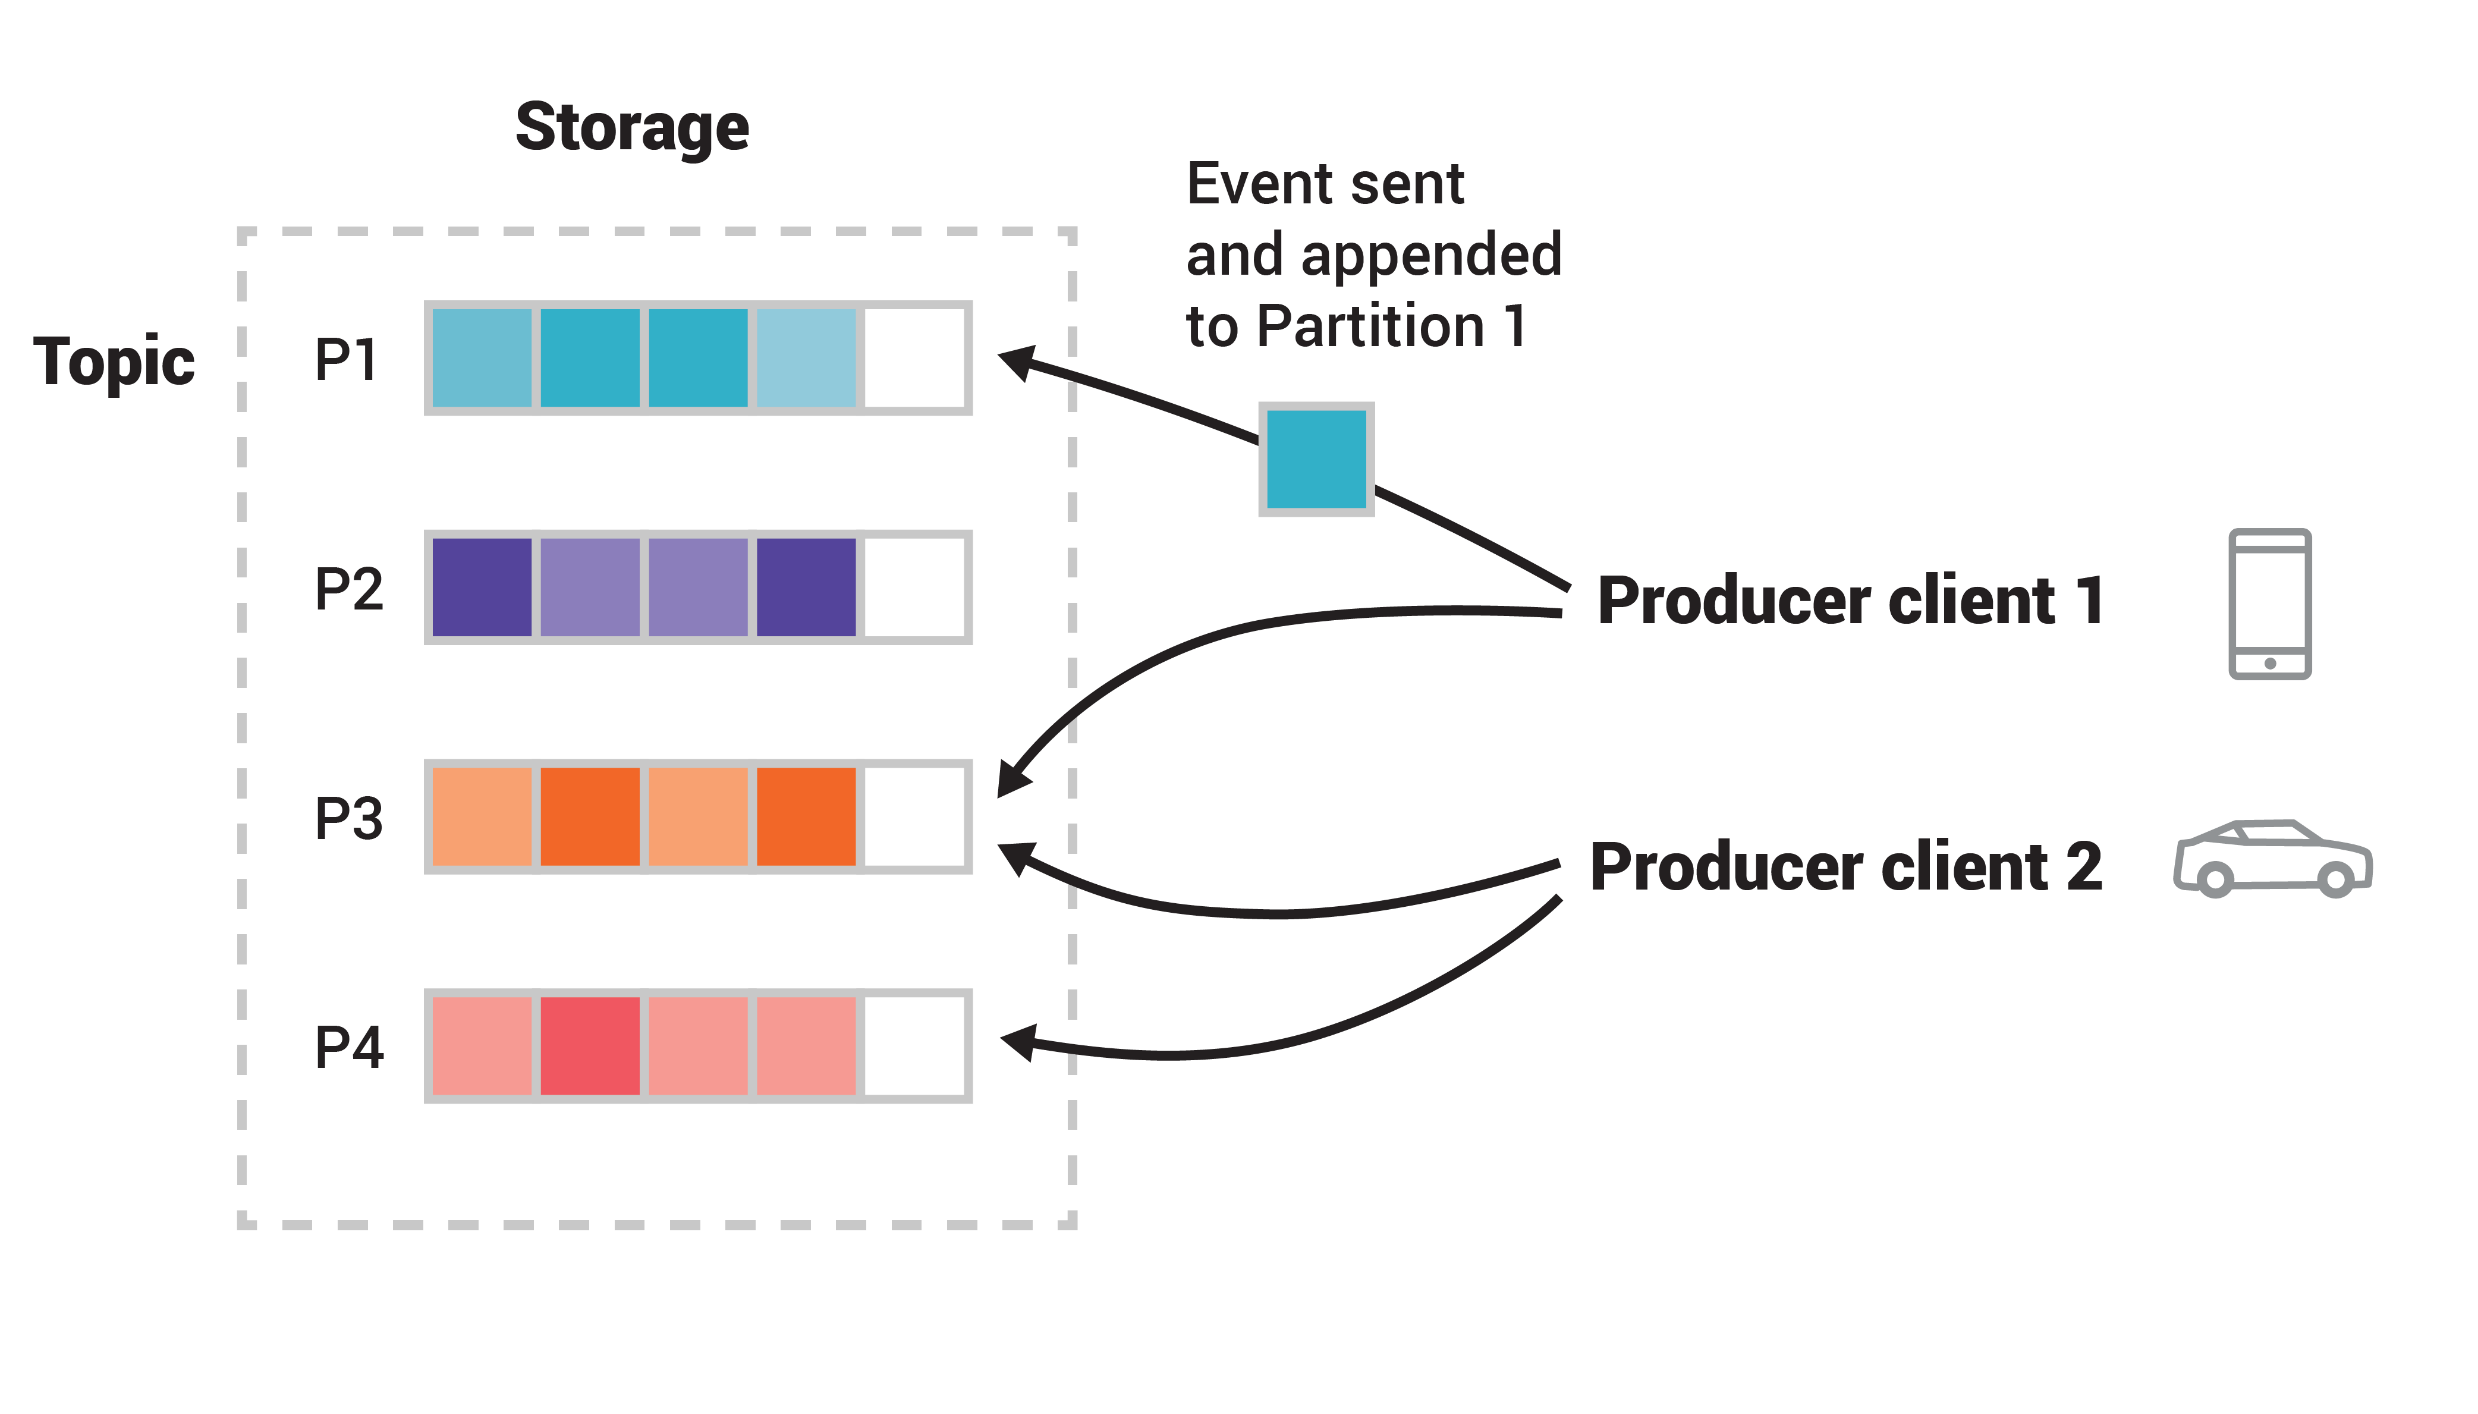 Storage
Topic
Event sent
and appended
to Partition 1
P1
P2
P3
P4
Producer client 1
Producer client 2